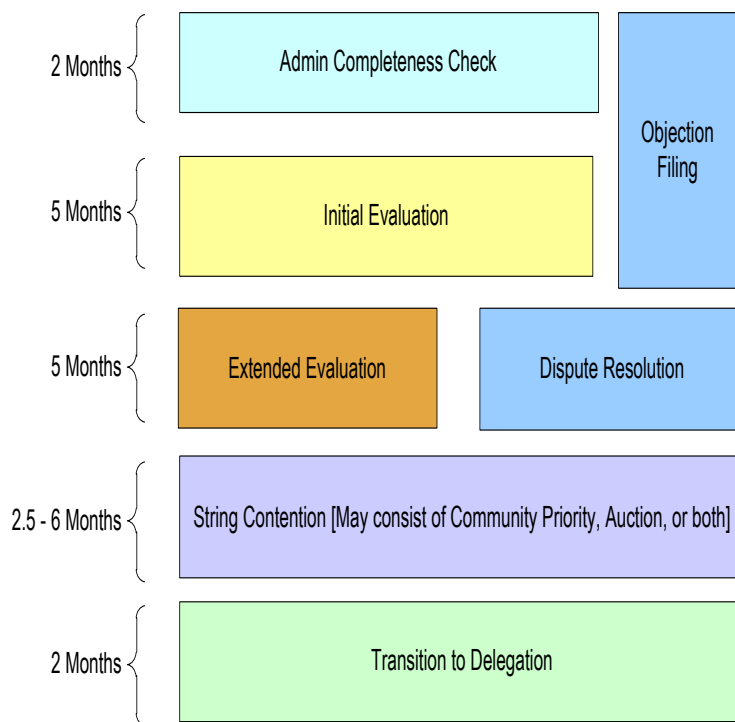 2 Months
Admin Completeness Check
Objection
Filing
5 Months
Initial Evaluation
5 Months
Extended Evaluation
Dispute Resolution
2.5 - 6 Months
String Contention [May consist of Community Priority, Auction, or both]
2 Months
Transition to Delegation